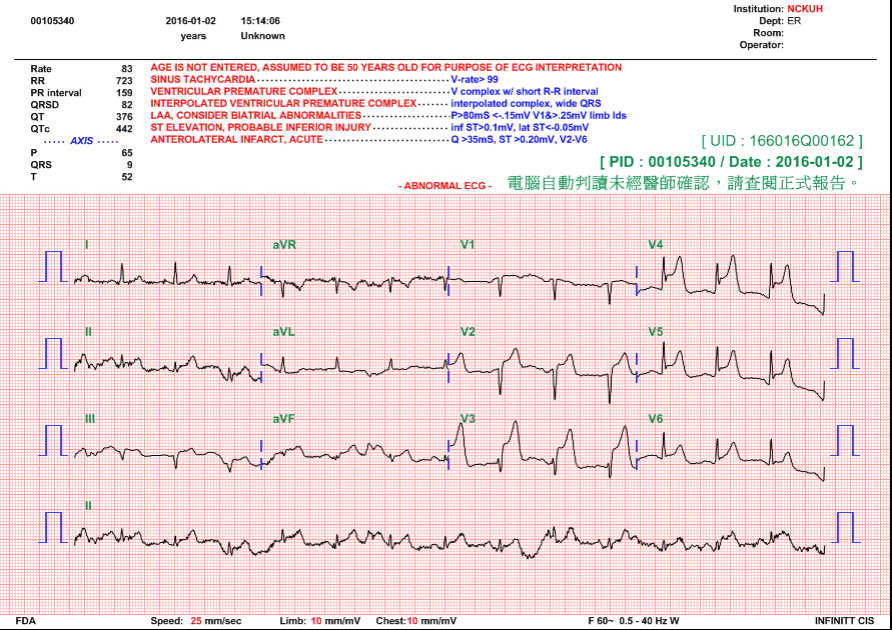 Institution: NCKUH
00105340 2016-01-02 15:14:06 Dept: ER
years Unknown Room:
Operator:
Rate 83 AGE IS NOT ENTERED, ASSUMED TO BE 50 YEARS OLD FOR PURPOSE OF ECG INTERPRETATION
RR 723 SINUS TACHYCARDIA - - - - - - - - - - V-rate> 99
PR interval 159 VENTRICULAR PREMATURE COMPLEX - - - - - - - - - - V complex w/ short R-R interval
QRSD 82 INTERPOLATED VENTRICULAR PREMATURE COMPLEX - - - - - - interpolated complex, wide QRS
QT 376 LAA, CONSIDER BIATRIAL ABNORMALITIES - - - - - - - - - - P>80mS <-.15mV V1&>.25mV limb lds
QTc 442 ST ELEVATION, PROBABLE INFERIOR INJURY - - - - - - - - - - inf ST>0.1mV, lat ST<-0.05mV
- - - - - AXIS - - - - - ANTEROLATERAL INFARCT, ACUTE - - - - - - - - - - Q >35mS, ST >0.20mV, V2-V6
[ UID : 166016Q00162 ]
P 65
QRS 9
[ PID : 00105340 / Date : 2016-01-02 ]
T 52
- ABNORMAL ECG -
電腦自動判讀未經醫師確認，請查閱正式報告。
I aVR V1 V4
II aVL V2 V5
III aVF V3 V6
II
FDA Speed: 25 mm/sec Limb: 10 mm/mV Chest:10 mm/mV F 60~ 0.5 - 40 Hz W INFINITT CIS